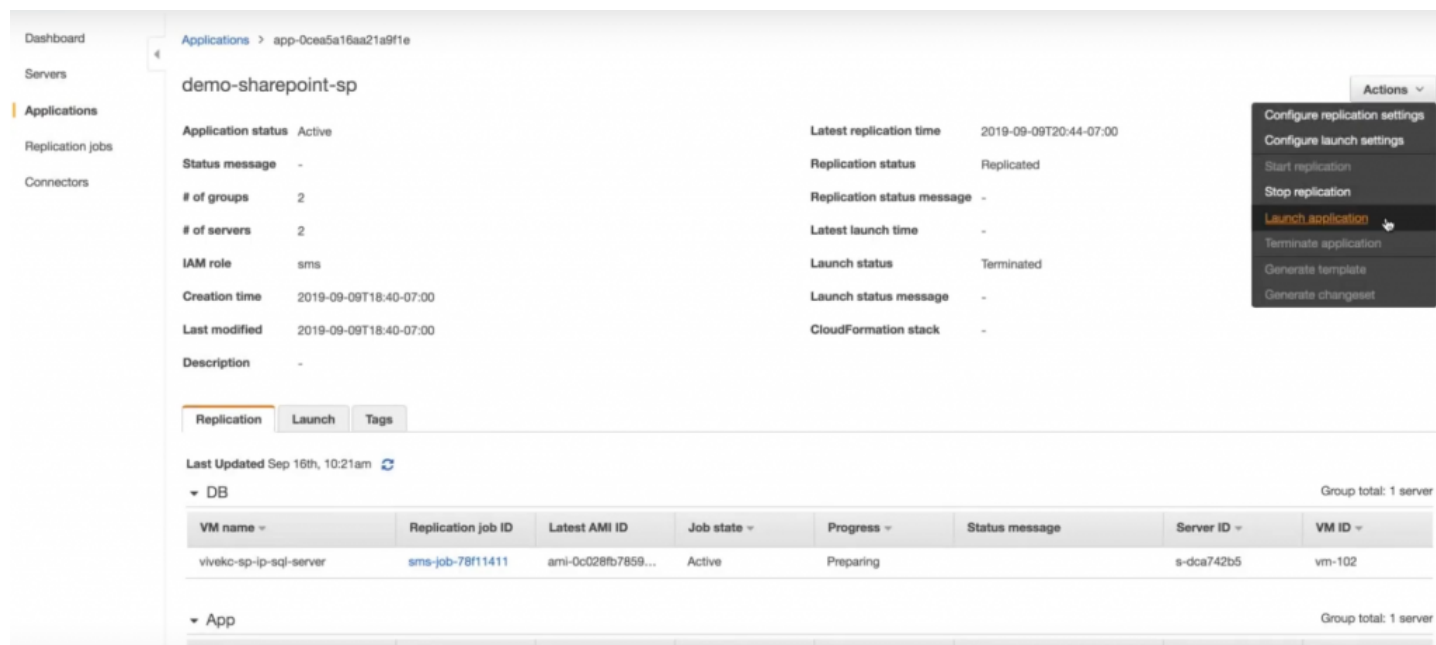 Dashboard
Servers
Applications
Replication jobs
Connectors
Applications > app-0cea5a16aa21a9f1e
demo-sharepoint-sp
Actions
Configure replication settings
Configure launch settings
Start replication
Stop replication
Launch application
Terminate application
Generate template
Generate changeset
Application status Active
Status message -
# of groups 2
# of servers 2
IAM role sms
Creation time 2019-09-09T18:40-07:00
Last modified 2019-09-09T18:40-07:00
Description -
Latest replication time 2019-09-09T20:44-07:00
Replication status Replicated
Replication status message -
Latest launch time -
Launch status Terminated
Launch status message -
CloudFormation stack -
Replication Launch Tags
Last Updated Sep 16th, 10:21am
DB Group total: 1 server
VM name Replication job ID Latest AMI ID Job state Progress Status message Server ID VM ID
vivekc-sp-ip-sql-server sms-job-78f11411 ami-0c028fb7859... Active Preparing s-dca742b5 vm-102
App Group total: 1 server